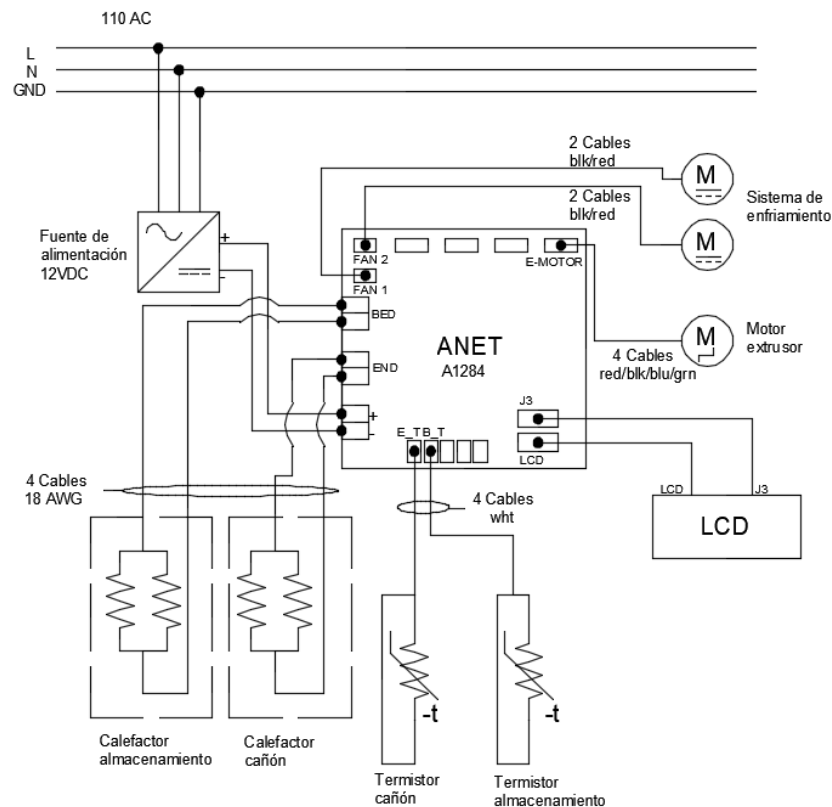 110 AC
L
N
GND
2 Cables
blk/red
M
Sistema de
enfriamiento
2 Cables
blk/red
M
Fuente de
alimentación
12VDC
+
-
FAN 2
E-MOTOR
FAN 1
BED
ANET
A1284
END
M
Motor
extrusor
4 Cables
red/blk/blu/grn
+
-
E_T
B_T
J3
LCD
4 Cables
18 AWG
4 Cables
wht
LCD
J3
LCD
-t
-t
Calefactor
almacenamiento
Calefactor
cañón
Termistor
cañón
Termistor
almacenamiento